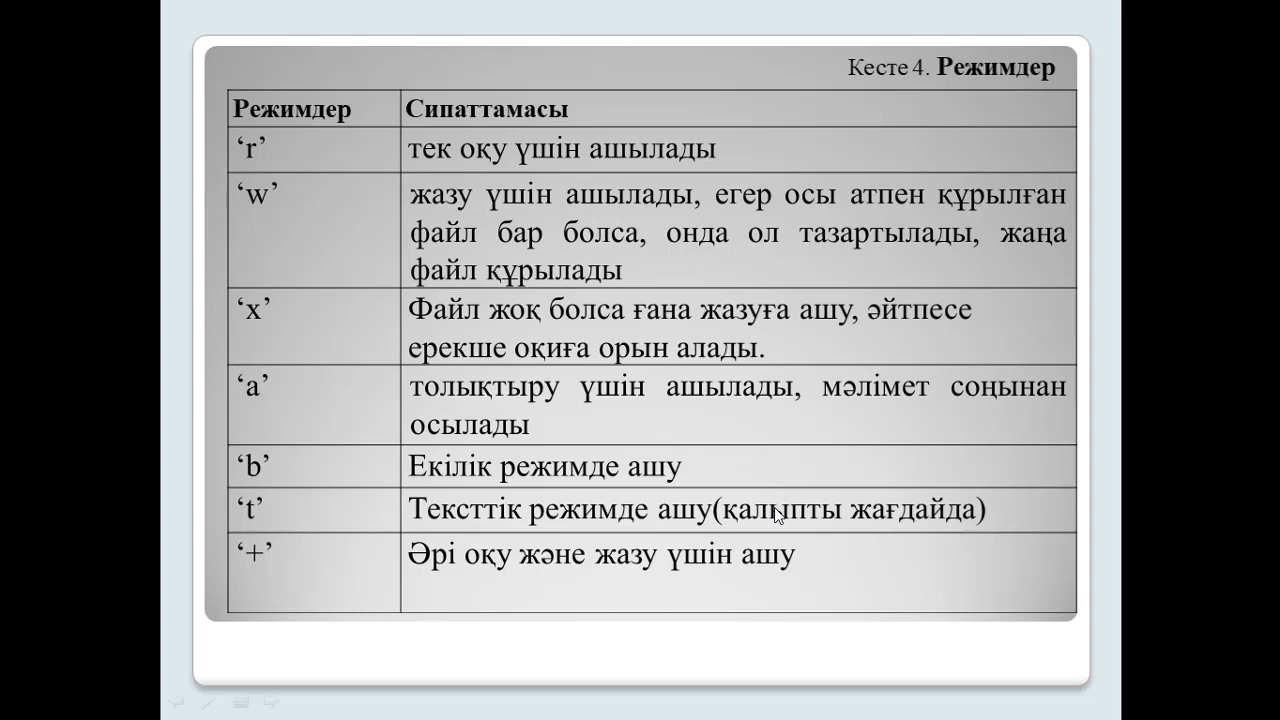 Кесте 4. Режимдер
Режимдер Сипаттамасы
‘r’ тек оқу үшін ашылады
‘w’ жазу үшін ашылады, егер осы атпен құрылған
файл бар болса, онда ол тазартылады, жаңа
файл құрылады
‘x’ Файл жоқ болса ғана жазуға ашу, әйтпесе
ерекше оқиға орын алады.
‘a’ толықтыру үшін ашылады, мәлімет соңынан
осылады
‘b’ Екілік режимде ашу
‘t’ Тексттік режимде ашу(қалыпты жағдайда)
‘+’ Әрі оқу және жазу үшін ашу